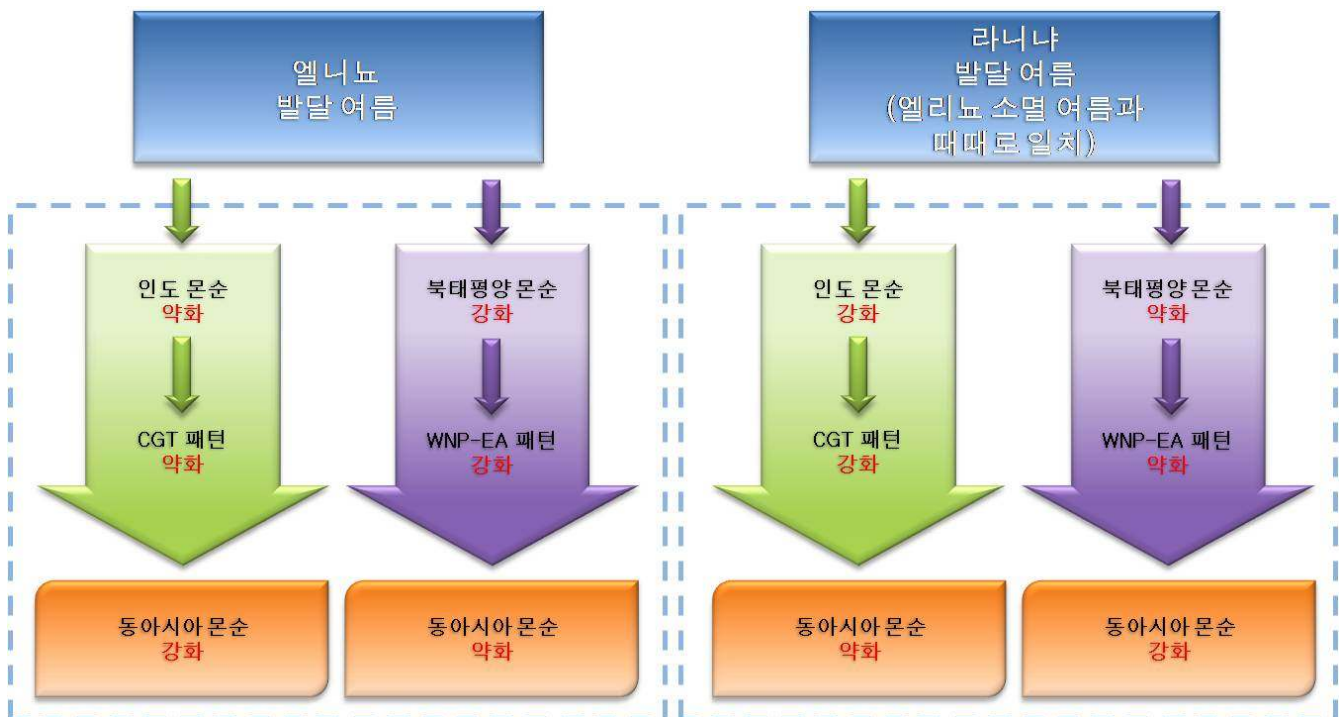 엘니뇨
발달 여름
인도 몬순
약화
CGT 패턴
약화
동아시아 몬순
강화
북태평양 몬순
강화
WNP-EA 패턴
강화
동아시아 몬순
약화
라니냐
발달 여름
(엘리뇨 소멸 여름과
때때로 일치)
인도 몬순
강화
CGT 패턴
강화
동아시아 몬순
약화
북태평양 몬순
약화
WNP-EA 패턴
약화
동아시아 몬순
강화